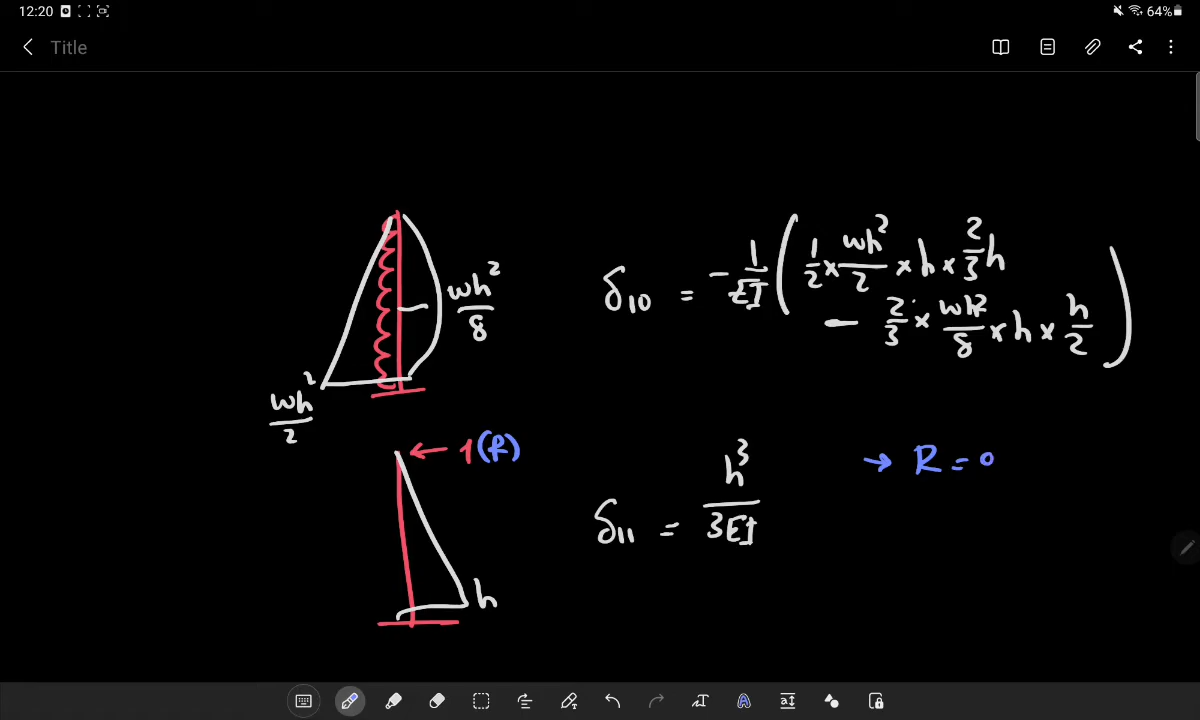 12:20 64%
Title
wh²/8
wh²/2
δ₁₀ = -1/EI (1/2 × wh²/2 × h × 2/3 h
- 2/3 × wh²/8 × h × h/2)
← 1 (R)
h
δ₁₁ = h³/3EI
→ R = 0